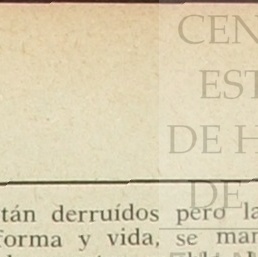 CEN
EST
DE H
DE
tán derruídos pero la
forma y vida, se man